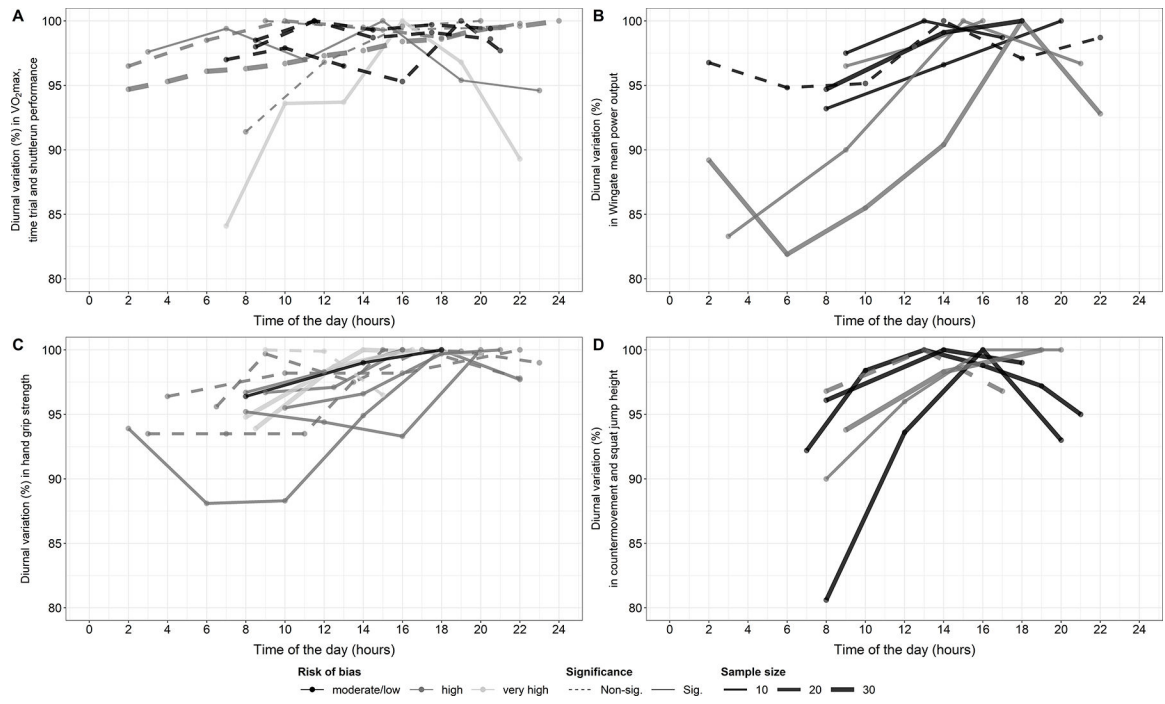 A
Diurnal variation (%) in VO₂max,
time trial and shuttlerun performance
100
95
90
85
80
0 2 4 6 8 10 12 14 16 18 20 22 24
Time of the day (hours)
B
Diurnal variation (%)
in Wingate mean power output
100
95
90
85
80
0 2 4 6 8 10 12 14 16 18 20 22 24
Time of the day (hours)
C
Diurnal variation (%) in hand grip strength
100
95
90
85
80
0 2 4 6 8 10 12 14 16 18 20 22 24
Time of the day (hours)
D
Diurnal variation (%)
in countermovement and squat jump height
100
95
90
85
80
0 2 4 6 8 10 12 14 16 18 20 22 24
Time of the day (hours)
Risk of bias Significance Sample size
moderate/low high very high Non-sig. Sig. 10 20 30